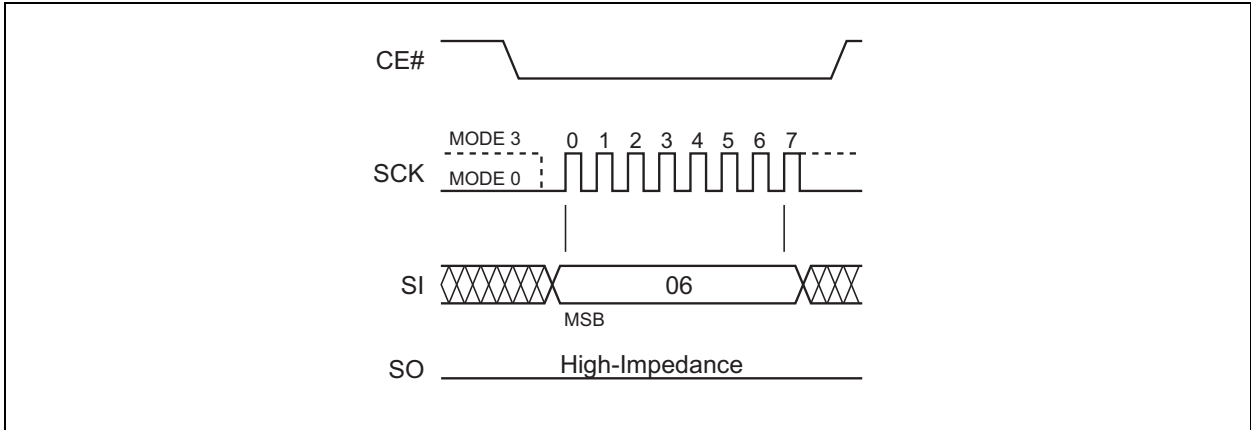 CE#
MODE 3 0 1 2 3 4 5 6 7
SCK MODE 0
SI 06
MSB
SO High-Impedance